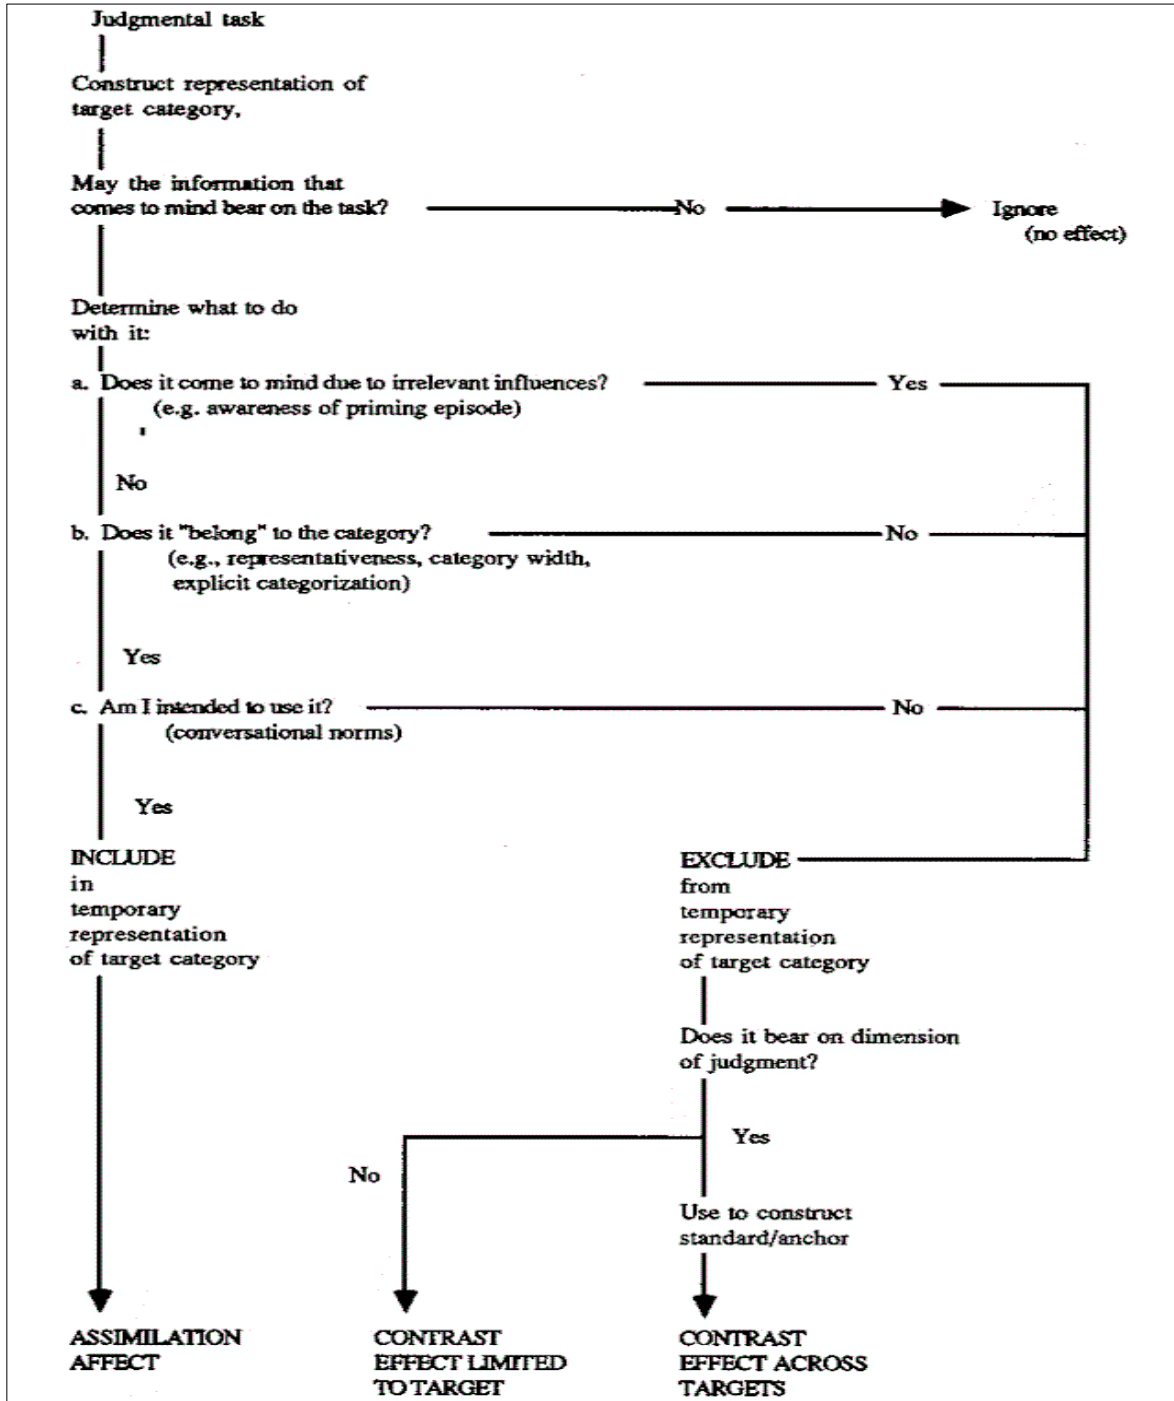 Judgmental task
Construct representation of
target category,
May the information that
comes to mind bear on the task?
No
Ignore
(no effect)
Determine what to do
with it:
a. Does it come to mind due to irrelevant influences?
Yes
(e.g. awareness of priming episode)
No
b. Does it "belong" to the category?
No
(e.g., representativeness, category width,
explicit categorization)
Yes
c. Am I intended to use it?
No
(conversational norms)
Yes
INCLUDE
in
temporary
representation
of target category
EXCLUDE
from
temporary
representation
of target category
Does it bear on dimension
of judgment?
Yes
No
Use to construct
standard/anchor
ASSIMILATION
AFFECT
CONTRAST
EFFECT LIMITED
TO TARGET
CONTRAST
EFFECT ACROSS
TARGETS